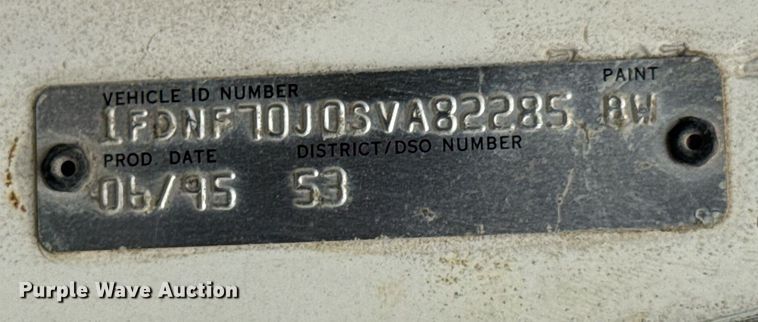 PAINT
VEHICLE ID NUMBER
1FDNF70J0SVA82285 BW
PROD. DATE DISTRICT/DSO NUMBER
06/95 53
Purple Wave Auction